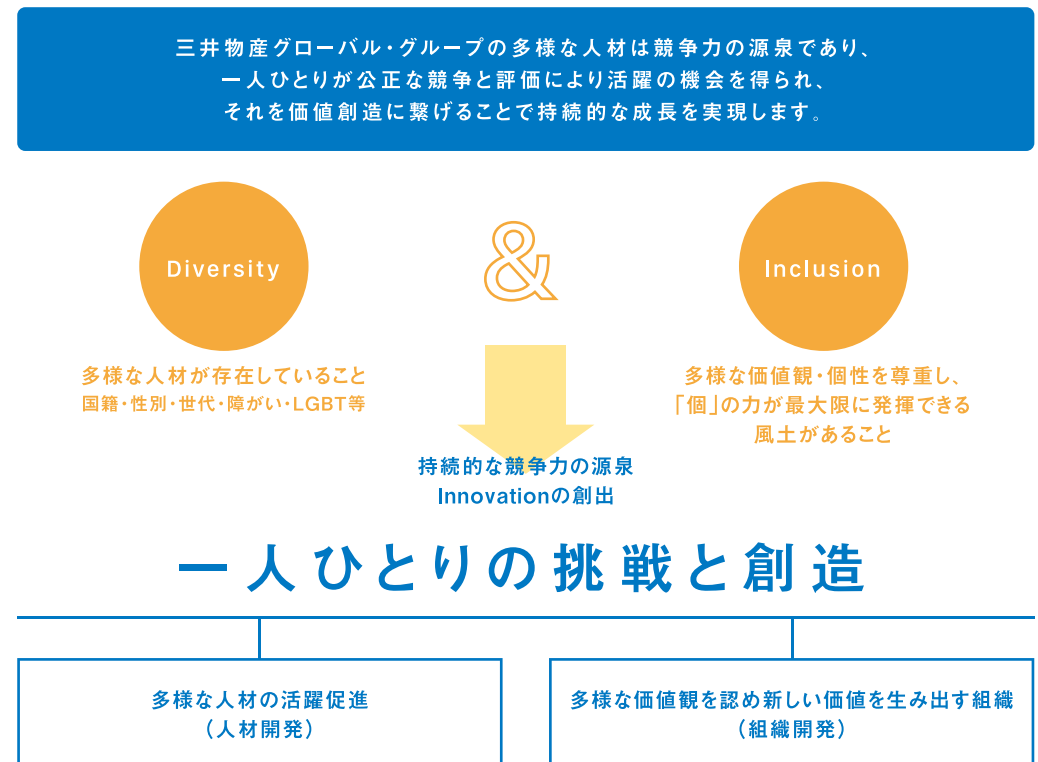 三井物産グローバル・グループの多様な人材は競争力の源泉であり、
一人ひとりが公正な競争と評価により活躍の機会を得られ、
それを価値創造に繋げることで持続的な成長を実現します。
Diversity
&
Inclusion
多様な人材が存在していること
国籍・性別・世代・障がい・LGBT等
多様な価値観・個性を尊重し、
「個」の力が最大限に発揮できる
風土があること
持続的な競争力の源泉
Innovationの創出
一人ひとりの挑戦と創造
多様な人材の活躍促進
（人材開発）
多様な価値観を認め新しい価値を生み出す組織
（組織開発）